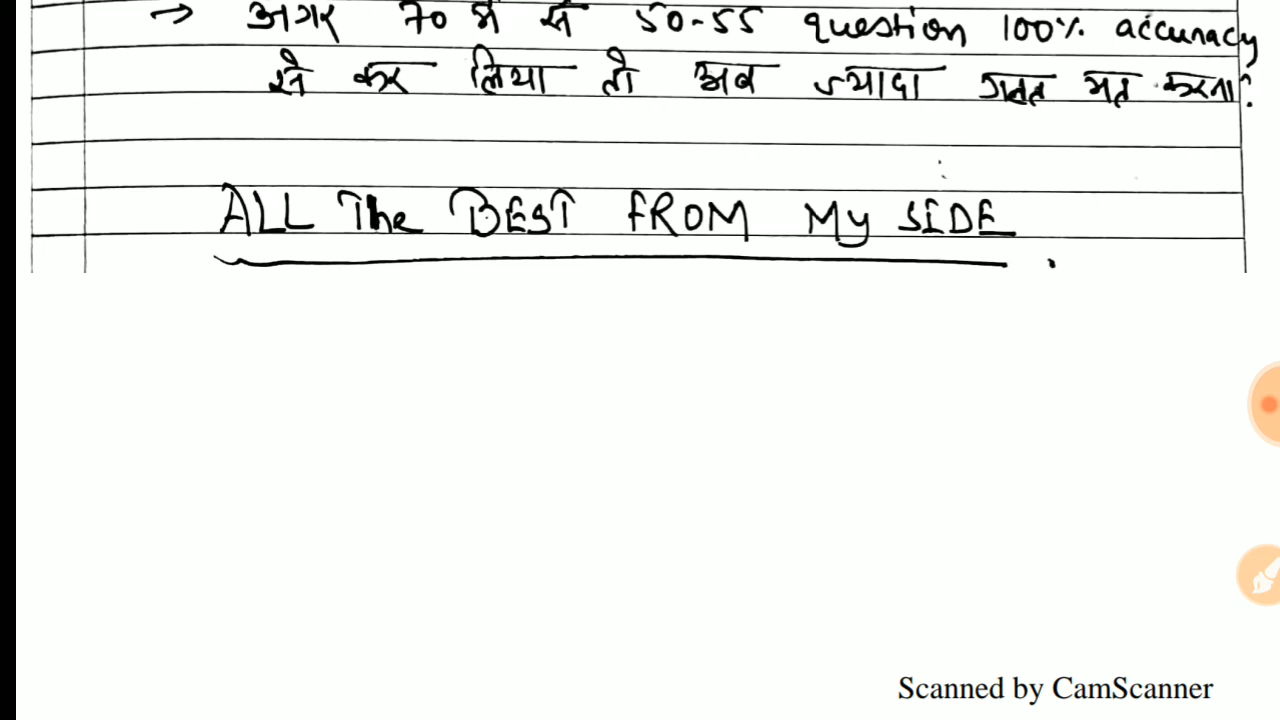 → अगर 70 में से 50-55 question 100% accuracy
से कर लिया तो अब ज्यादा गलत मत करना?
ALL The BEST FROM My SIDE.
Scanned by CamScanner